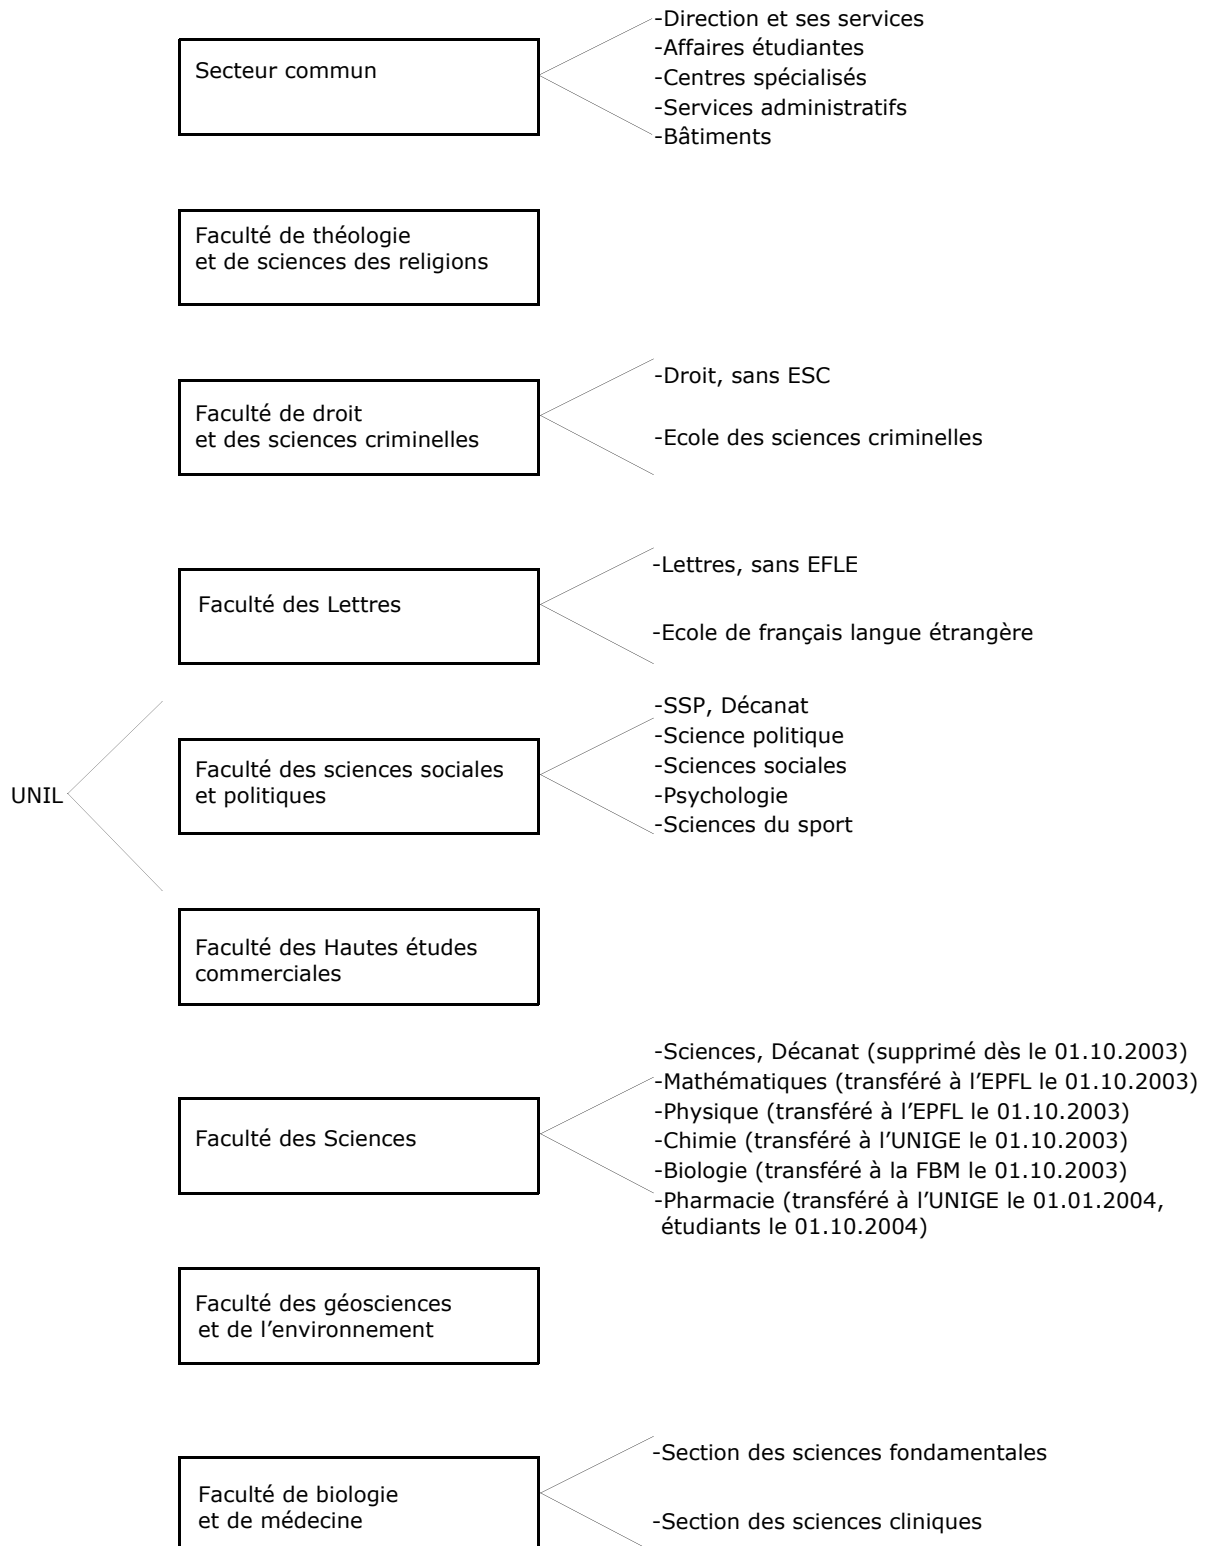 Secteur commun
-Direction et ses services
-Affaires étudiantes
-Centres spécialisés
-Services administratifs
-Bâtiments
Faculté de théologie
et de sciences des religions
Faculté de droit
et des sciences criminelles
-Droit, sans ESC
-Ecole des sciences criminelles
Faculté des Lettres
-Lettres, sans EFLE
-Ecole de français langue étrangère
UNIL
Faculté des sciences sociales
et politiques
-SSP, Décanat
-Science politique
-Sciences sociales
-Psychologie
-Sciences du sport
Faculté des Hautes études
commerciales
Faculté des Sciences
-Sciences, Décanat (supprimé dès le 01.10.2003)
-Mathématiques (transféré à l’EPFL le 01.10.2003)
-Physique (transféré à l’EPFL le 01.10.2003)
-Chimie (transféré à l’UNIGE le 01.10.2003)
-Biologie (transféré à la FBM le 01.10.2003)
-Pharmacie (transféré à l’UNIGE le 01.01.2004,
étudiants le 01.10.2004)
Faculté des géosciences
et de l’environnement
Faculté de biologie
et de médecine
-Section des sciences fondamentales
-Section des sciences cliniques